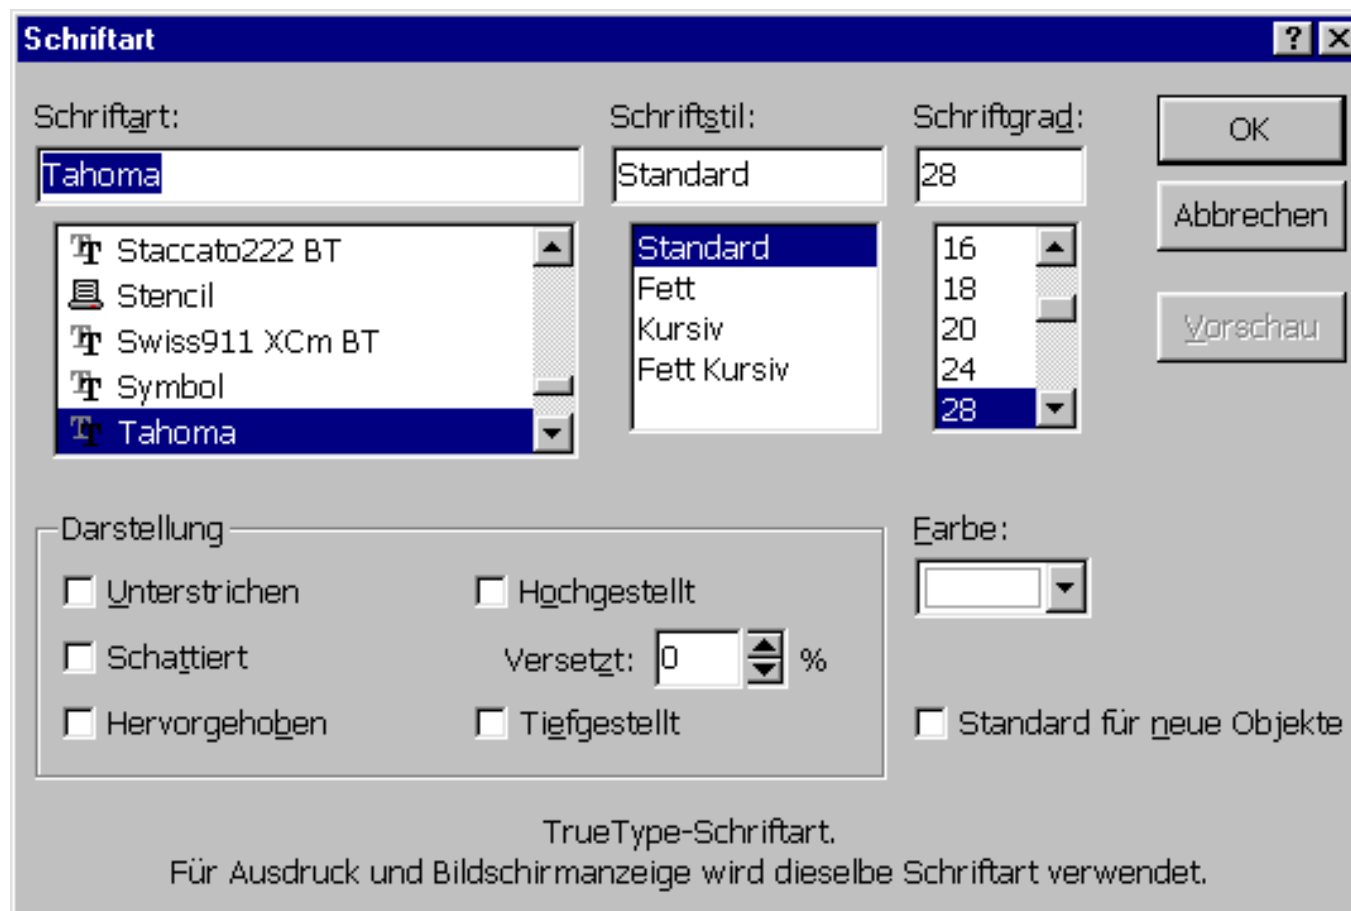 Schriftart
Schriftart:
Tahoma
Staccato222 BT
Stencil
Swiss911 XCm BT
Symbol
Tahoma
Schriftstil:
Standard
Standard
Fett
Kursiv
Fett Kursiv
Schriftgrad:
28
16
18
20
24
28
OK
Abbrechen
Vorschau
Darstellung
Unterstrichen
Schattiert
Hervorgehoben
Hochgestellt
Versetzt: 0 %
Tiefgestellt
Farbe:
Standard für neue Objekte
TrueType-Schriftart.
Für Ausdruck und Bildschirmanzeige wird dieselbe Schriftart verwendet.